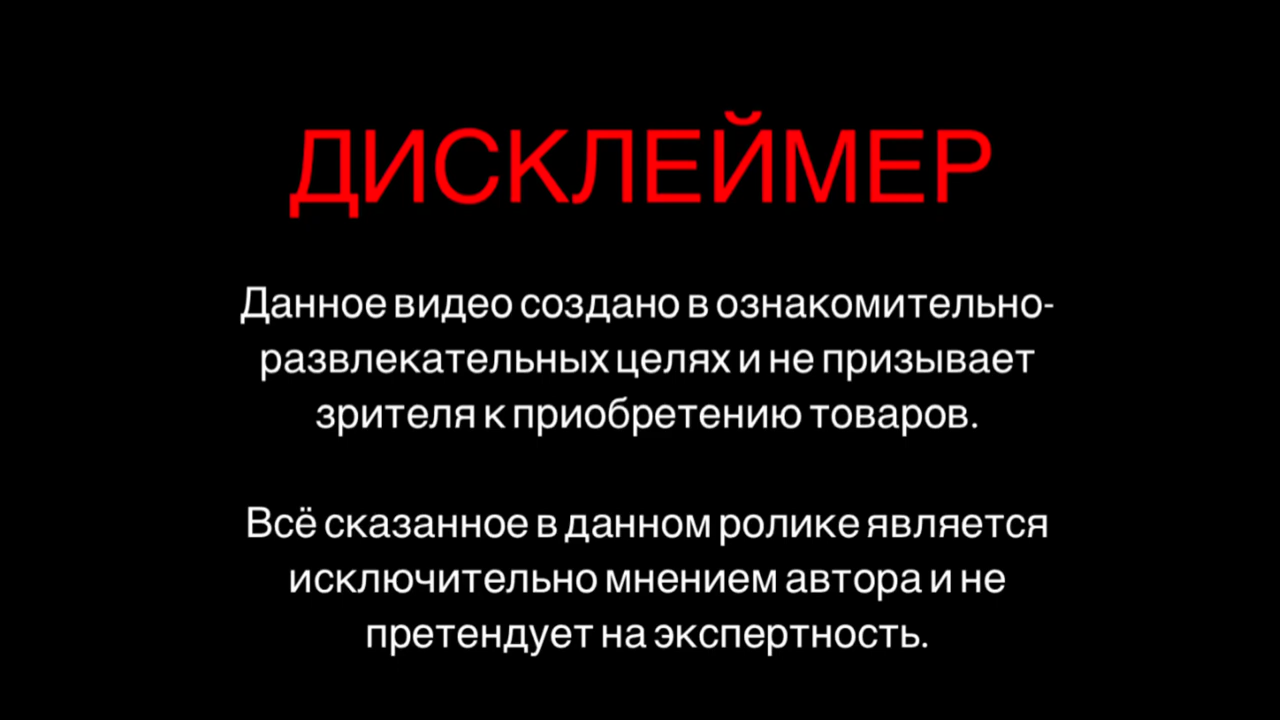 ДИСКЛЕЙМЕР
Данное видео создано в ознакомительно-
развлекательных целях и не призывает
зрителя к приобретению товаров.
Всё сказанное в данном ролике является
исключительно мнением автора и не
претендует на экспертность.